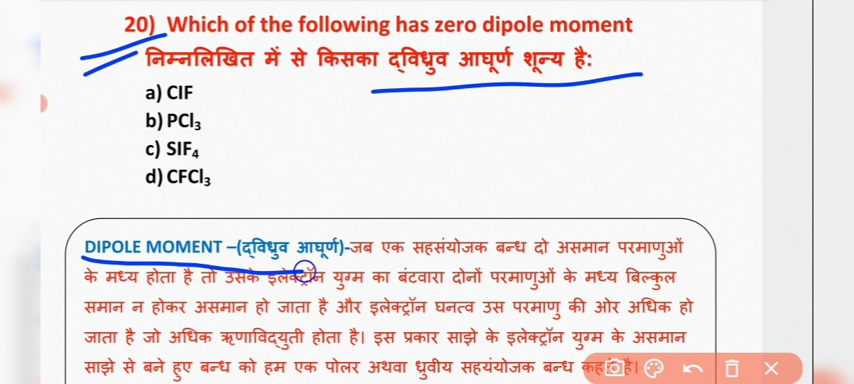 20) Which of the following has zero dipole moment
निम्नलिखित में से किसका द्विध्रुव आघूर्ण शून्य है:
a) ClF
b) PCl₃
c) SIF₄
d) CFCl₃
DIPOLE MOMENT –(द्विध्रुव आघूर्ण)-जब एक सहसंयोजक बन्ध दो असमान परमाणुओं
के मध्य होता है तो उसके इलेक्ट्रॉन युग्म का बंटवारा दोनों परमाणुओं के मध्य बिल्कुल
समान न होकर असमान हो जाता है और इलेक्ट्रॉन घनत्व उस परमाणु की ओर अधिक हो
जाता है जो अधिक ऋणाविद्युती होता है। इस प्रकार साझे के इलेक्ट्रॉन युग्म के असमान
साझे से बने हुए बन्ध को हम एक पोलर अथवा ध्रुवीय सहयंयोजक बन्ध है।